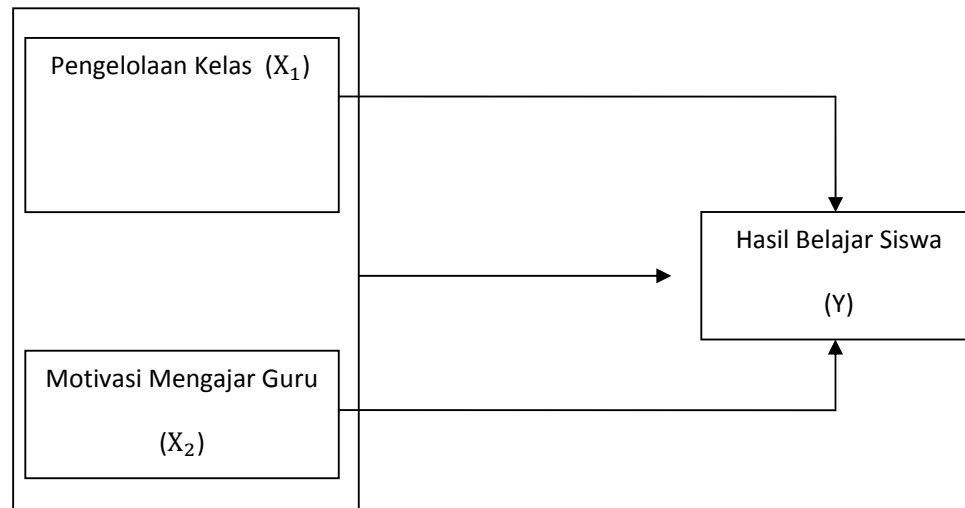 Pengelolaan Kelas (X₁)
Hasil Belajar Siswa
(Y)
Motivasi Mengajar Guru
(X₂)